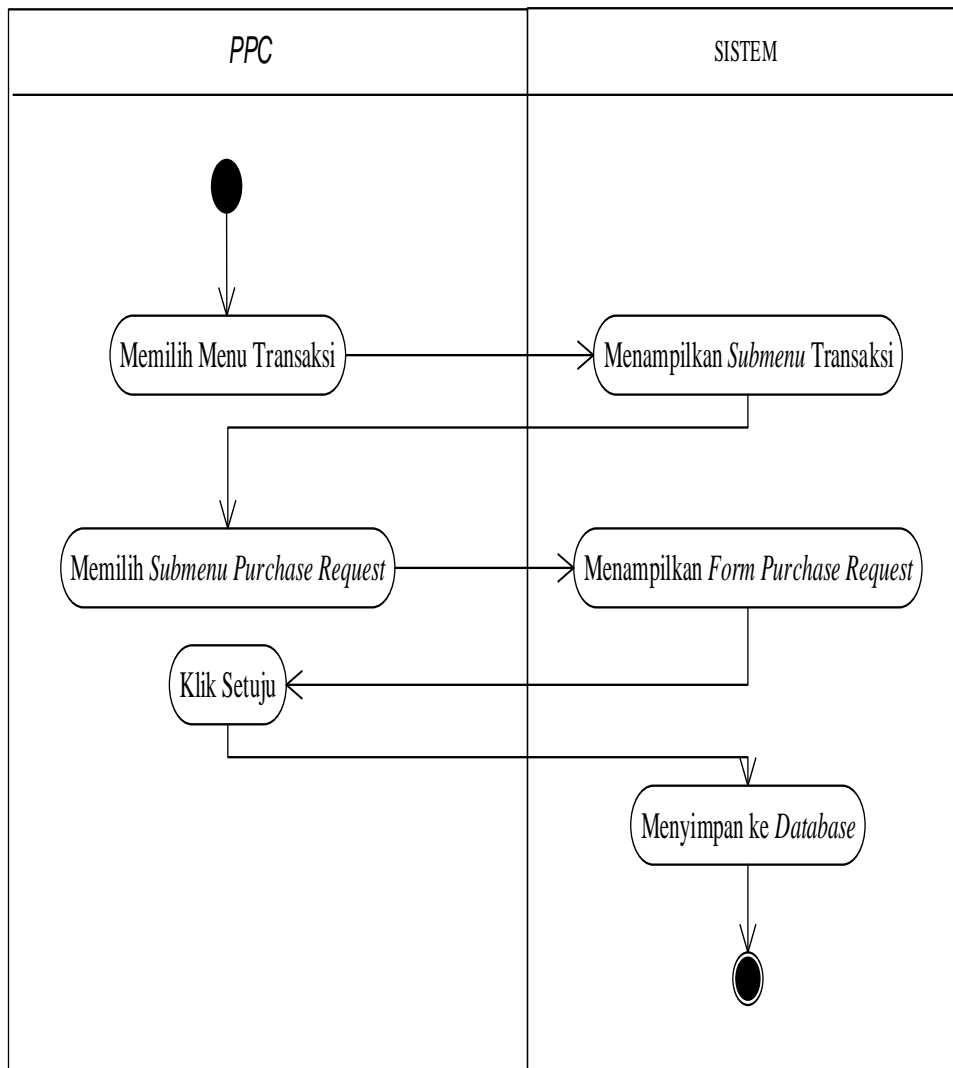 PPC
SISTEM
Memilih Menu Transaksi
Menampilkan Submenu Transaksi
Memilih Submenu Purchase Request
Menampilkan Form Purchase Request
Klik Setuju
Menyimpan ke Database